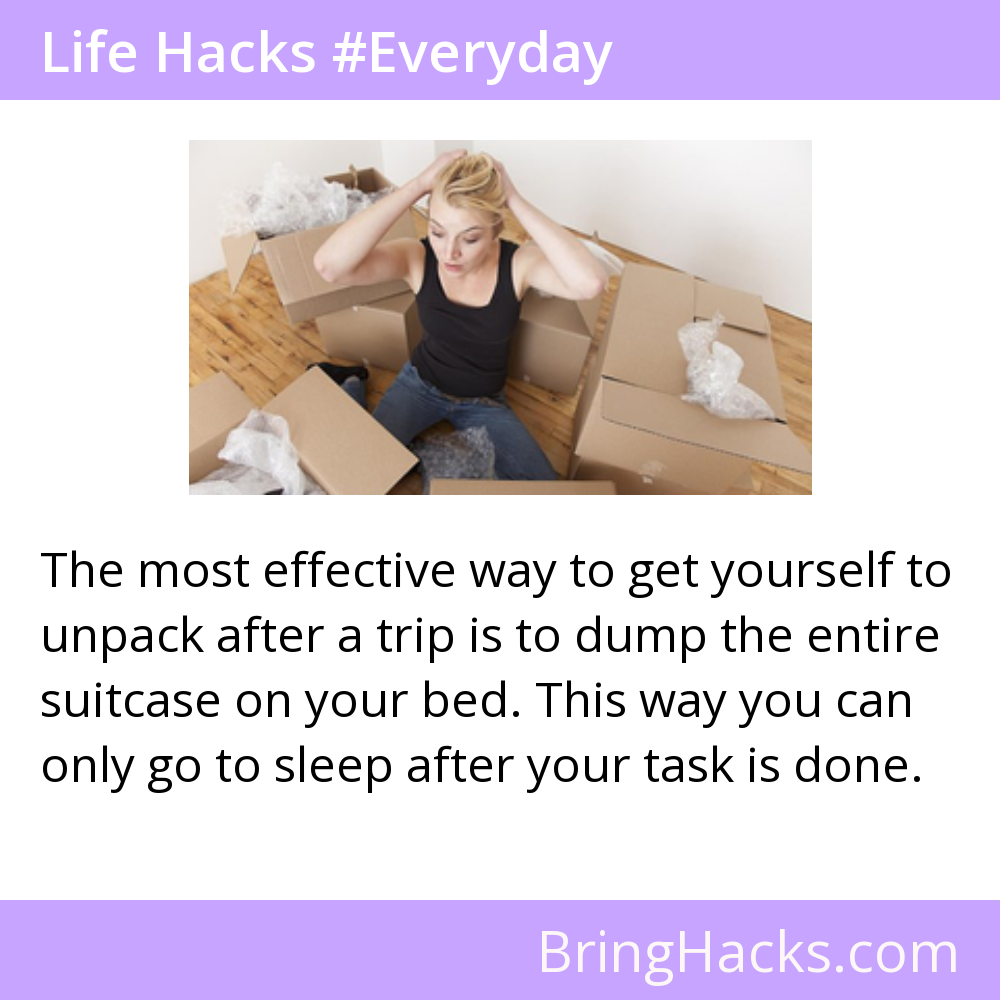 Life Hacks #Everyday
The most effective way to get yourself to
unpack after a trip is to dump the entire
suitcase on your bed. This way you can
only go to sleep after your task is done.
BringHacks.com